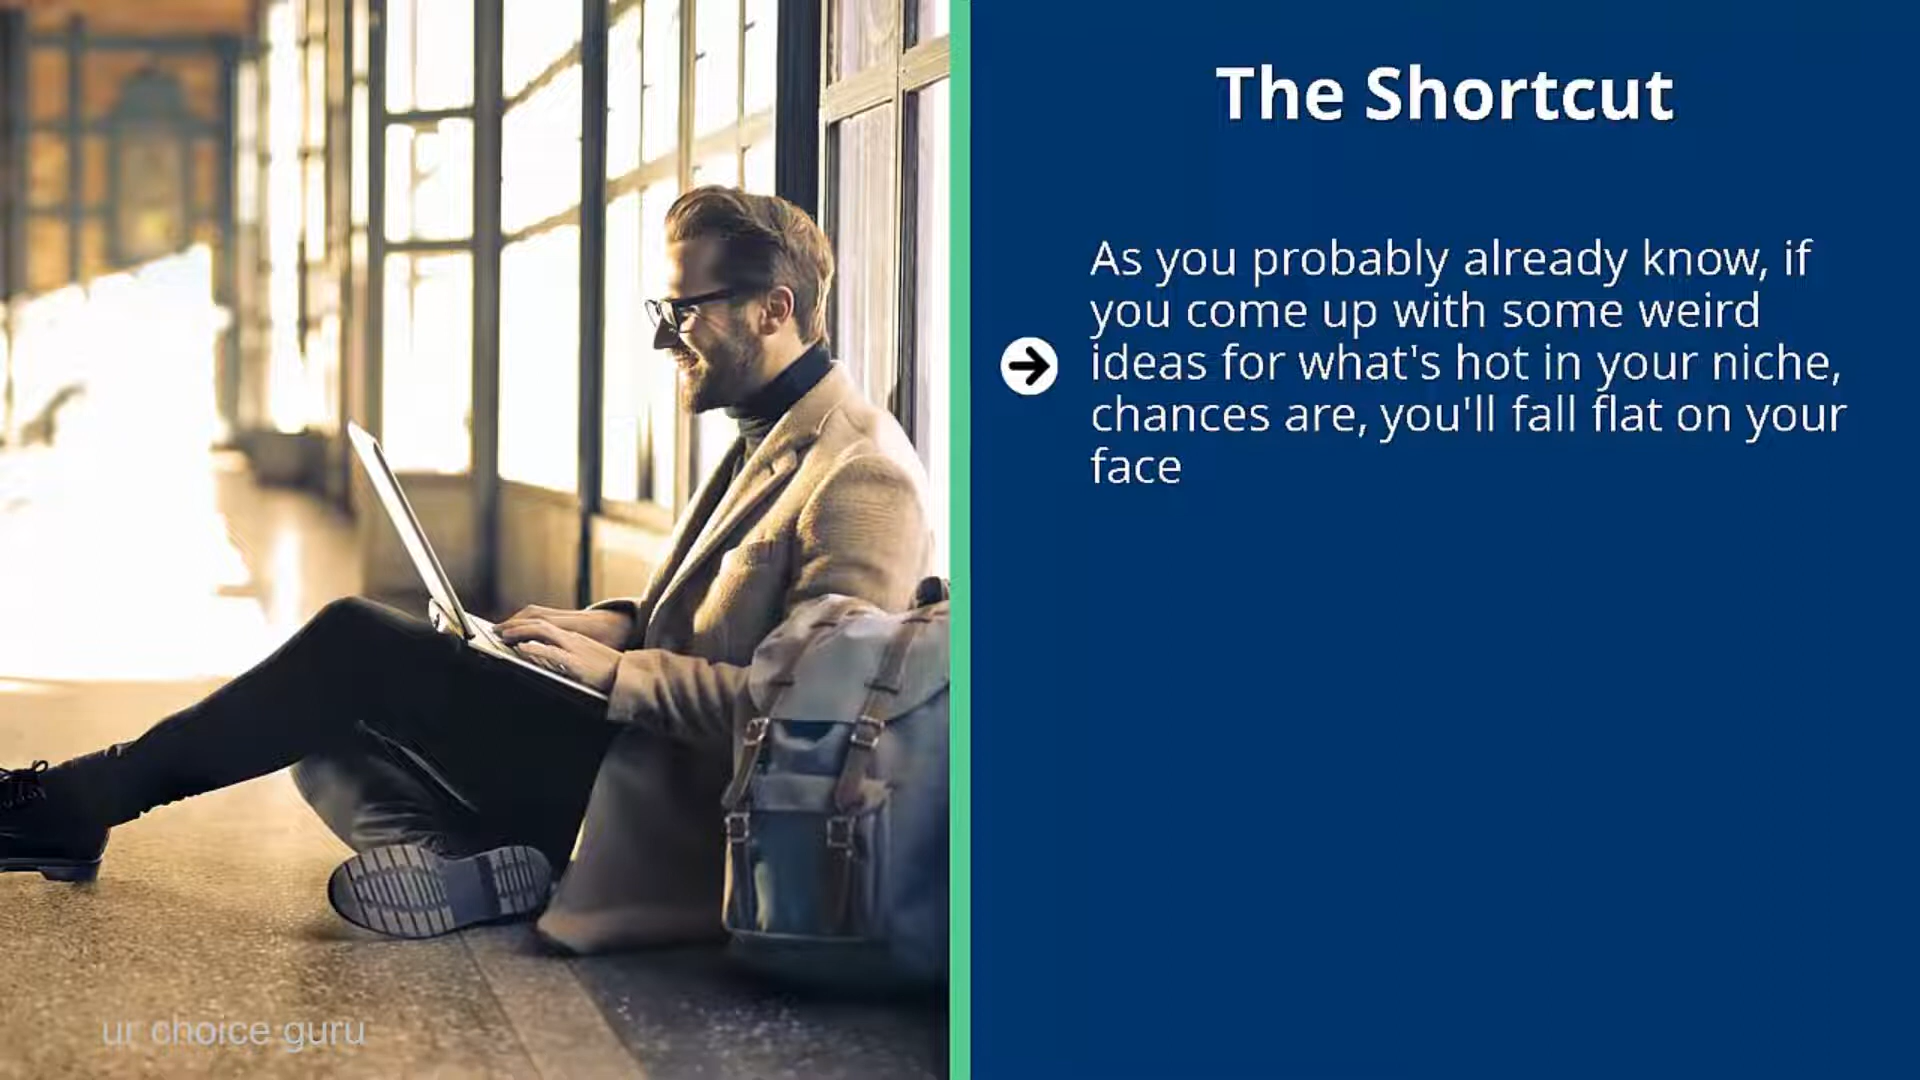 The Shortcut
As you probably already know, if
you come up with some weird
ideas for what's hot in your niche,
chances are, you'll fall flat on your
face
ur choice guru